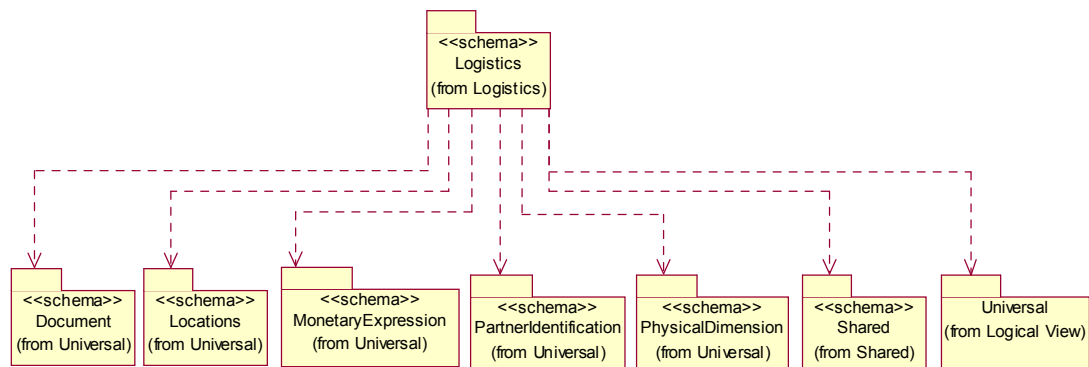 <<schema>>
Logistics
(from Logistics)
<<schema>>
Document
(from Universal)
<<schema>>
Locations
(from Universal)
<<schema>>
MonetaryExpression
(from Universal)
<<schema>>
PartnerIdentification
(from Universal)
<<schema>>
PhysicalDimension
(from Universal)
<<schema>>
Shared
(from Shared)
Universal
(from Logical View)